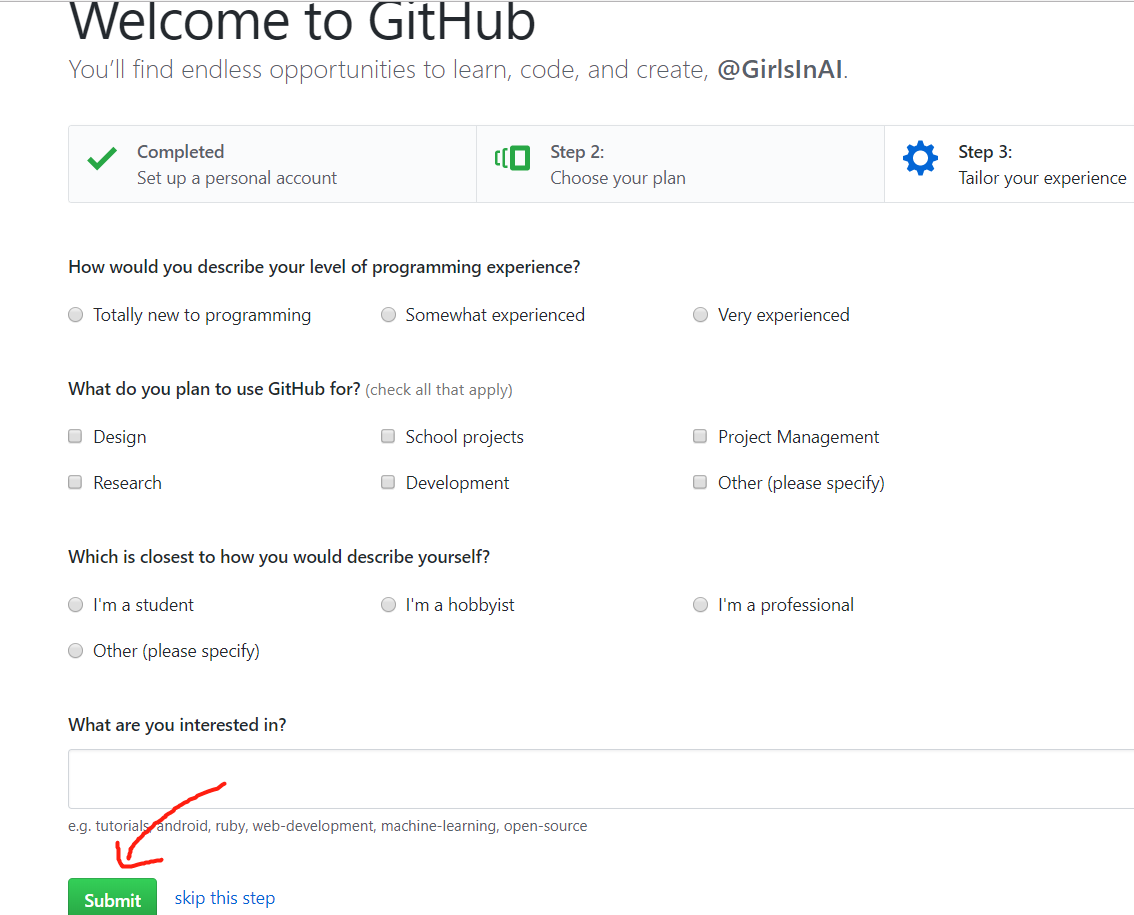 Welcome to GitHub
You’ll find endless opportunities to learn, code, and create, @GirlsInAI.
Completed
Set up a personal account
Step 2:
Choose your plan
Step 3:
Tailor your experience
How would you describe your level of programming experience?
Totally new to programming Somewhat experienced Very experienced
What do you plan to use GitHub for? (check all that apply)
Design School projects Project Management
Research Development Other (please specify)
Which is closest to how you would describe yourself?
I'm a student I'm a hobbyist I'm a professional
Other (please specify)
What are you interested in?
e.g. tutorials, android, ruby, web-development, machine-learning, open-source
Submit skip this step